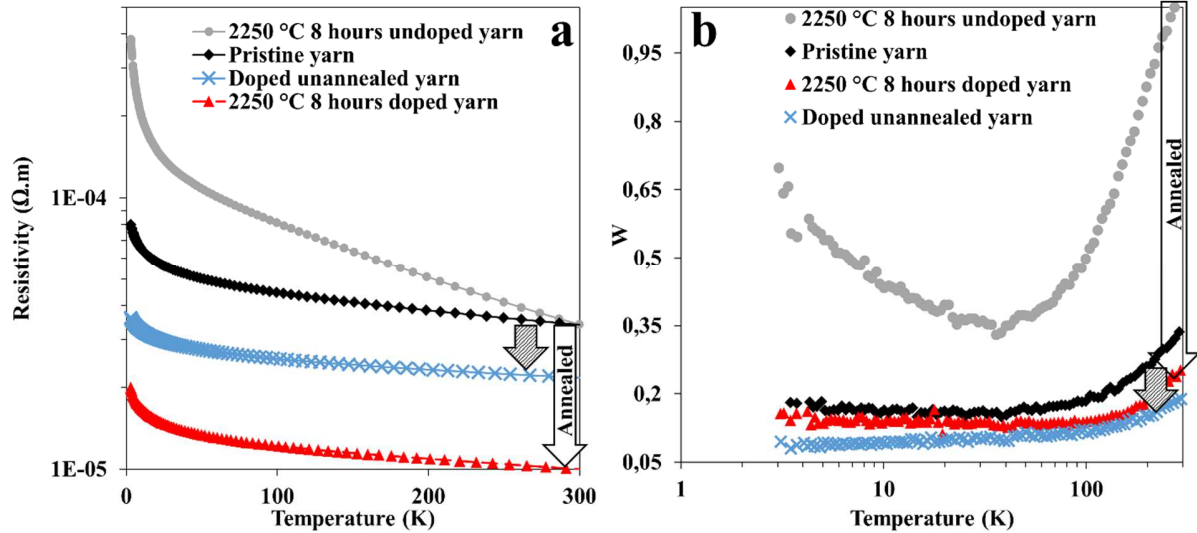 a
2250 °C 8 hours undoped yarn
Pristine yarn
Doped unannealed yarn
2250 °C 8 hours doped yarn
Resistivity (Ω.m)
1E-04
1E-05
Annealed
0
100
200
300
Temperature (K)
b
2250 °C 8 hours undoped yarn
Pristine yarn
2250 °C 8 hours doped yarn
Doped unannealed yarn
W
0,95
0,8
0,65
0,5
0,35
0,2
0,05
Annealed
1
10
100
Temperature (K)